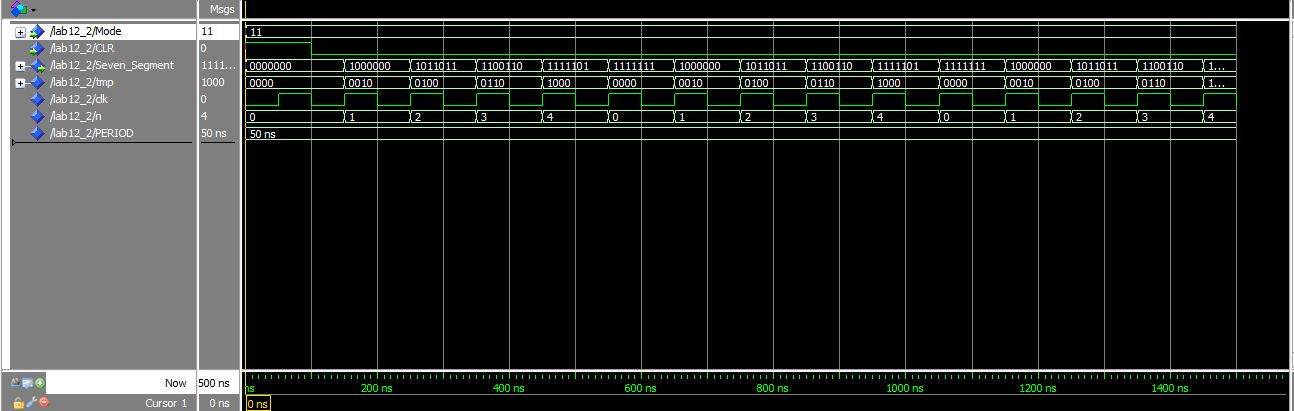 Msgs
/lab12_2/Mode 11 11
/lab12_2/CLR 0
/lab12_2/Seven_Segment 1111... 0000000 1000000 1011011 1100110 1111101 1111111 1000000 1011011 1100110 1111101 1111111 1000000 1011011 1100110 1...
/lab12_2/tmp 1000 0000 0010 0100 0110 1000 0000 0010 0100 0110 1000 0000 0010 0100 0110 1...
/lab12_2/clk 0
/lab12_2/n 4 0 1 2 3 4 0 1 2 3 4 0 1 2 3 4
/lab12_2/PERIOD 50 ns 50 ns
Now 500 ns ns 200 ns 400 ns 600 ns 800 ns 1000 ns 1200 ns 1400 ns
Cursor 1 0 ns 0 ns